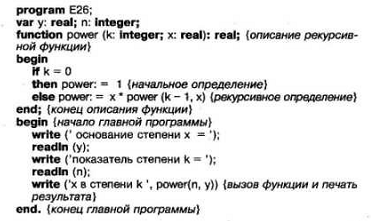 program E26;
var y: real; n: integer;
function power (k: integer; x: real): real; {описание рекурсив-
ной функции}
begin
if k = 0
then power: = 1 {начальное определение}
else power: = x * power (k – 1, x) {рекурсивное определение}
end; {конец описания функции}
begin {начало главной программы}
write (' основание степени x = ');
readln (y);
write ('показатель степени k = ');
readln (n);
write ('x в степени k ', power(n, y)) {вызов функции и печать
результата}
end. {конец главной программы}